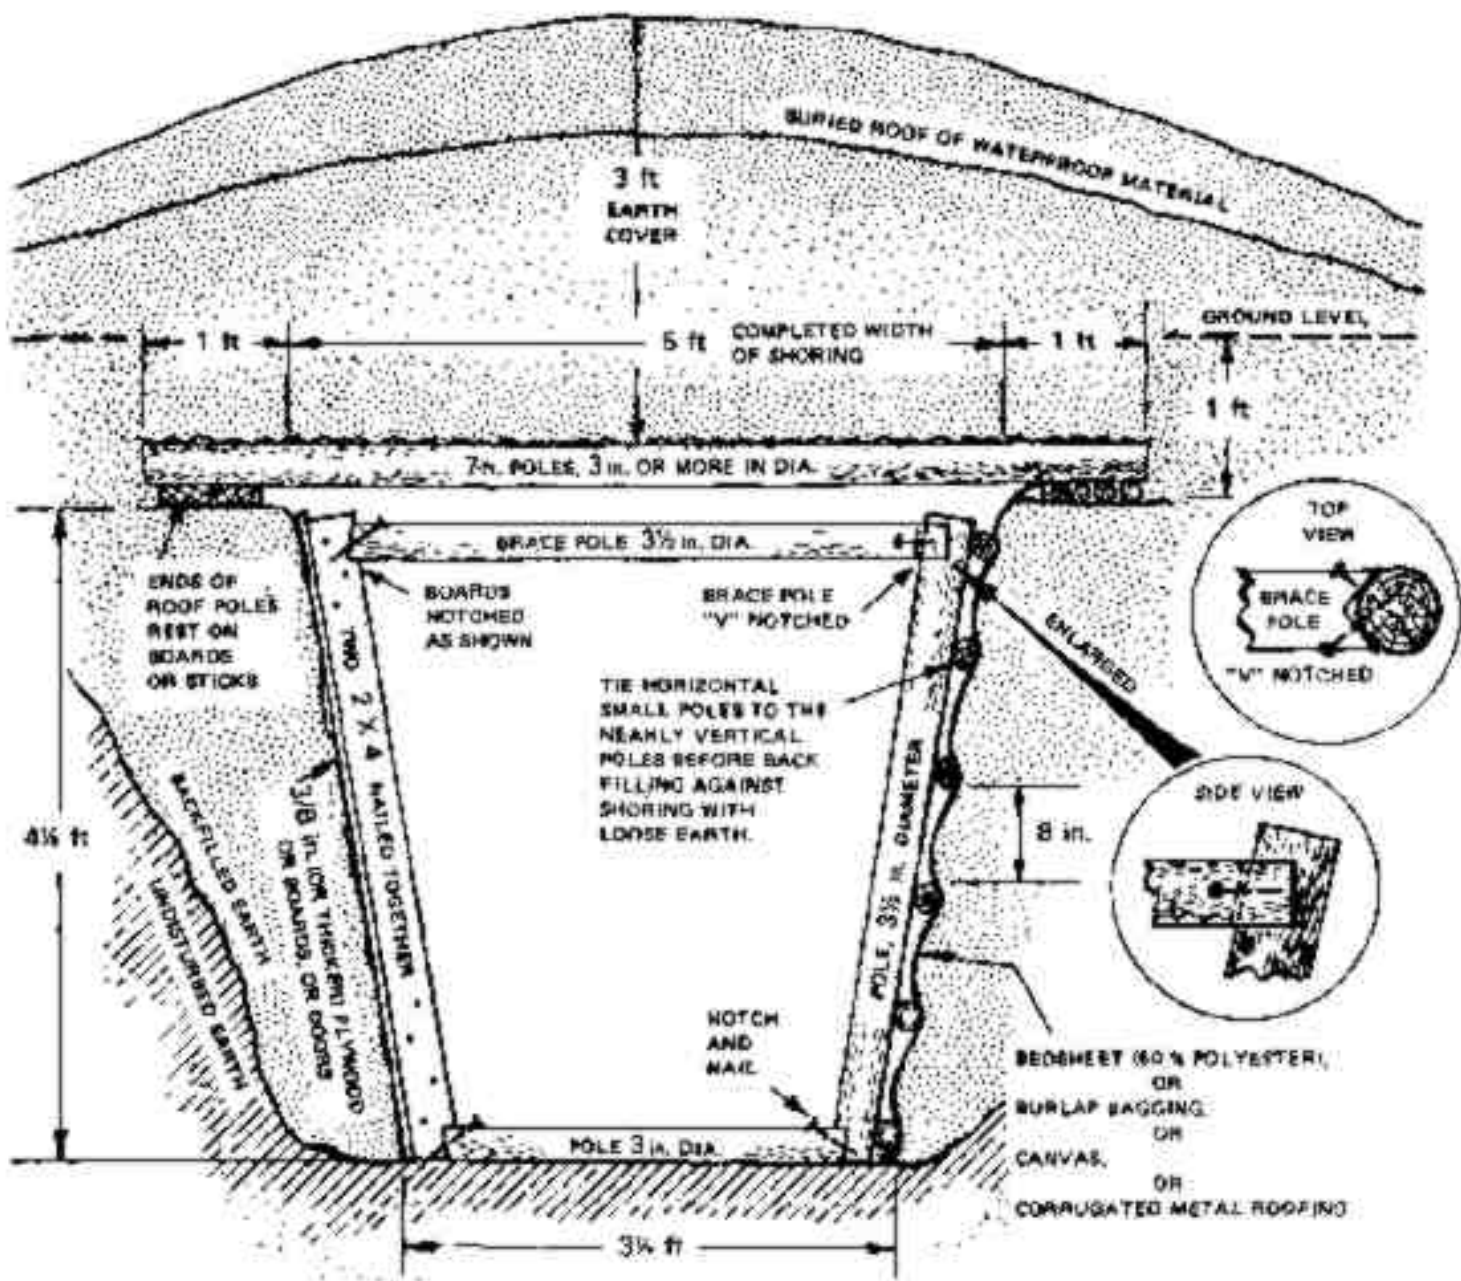 BURIED ROOF OF WATERPROOF MATERIAL
3 ft
EARTH
COVER
GROUND LEVEL
1 ft
5 ft
COMPLETED WIDTH
OF SHORING
1 ft
1 ft
7-ft. POLES, 3 in. OR MORE IN DIA.
BRACE POLE 3½ in. DIA.
TOP
VIEW
BRACE
POLE
"V" NOTCHED
ENDS OF
ROOF POLES
REST ON
BOARDS
OR STICKS
BOARDS
NOTCHED
AS SHOWN
BRACE POLE
"V" NOTCHED
ENLARGED
TIE HORIZONTAL
SMALL POLES TO THE
NEARLY VERTICAL
POLES BEFORE BACK
FILLING AGAINST
SHORING WITH
LOOSE EARTH.
SIDE VIEW
TWO 2 X 4 NAILED TOGETHER
3/8 in. (OR THICKER) PLYWOOD
OR BOARDS, OR DOORS
BACKFILLED EARTH
UNDISTURBED EARTH
POLE, 3½ in. DIAMETER
8 in.
NOTCH
AND
NAIL
POLE 3 in. DIA.
BEDSHEET (50 % POLYESTER),
OR
BURLAP BAGGING
OR
CANVAS,
OR
CORRUGATED METAL ROOFING